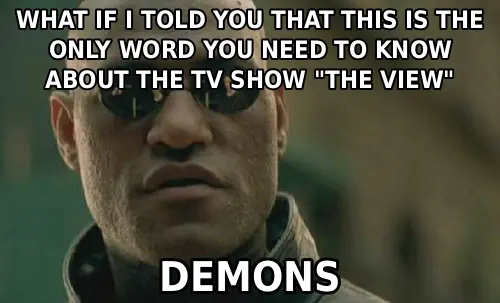 WHAT IF I TOLD YOU THAT THIS IS THE
ONLY WORD YOU NEED TO KNOW
ABOUT THE TV SHOW "THE VIEW"
DEMONS